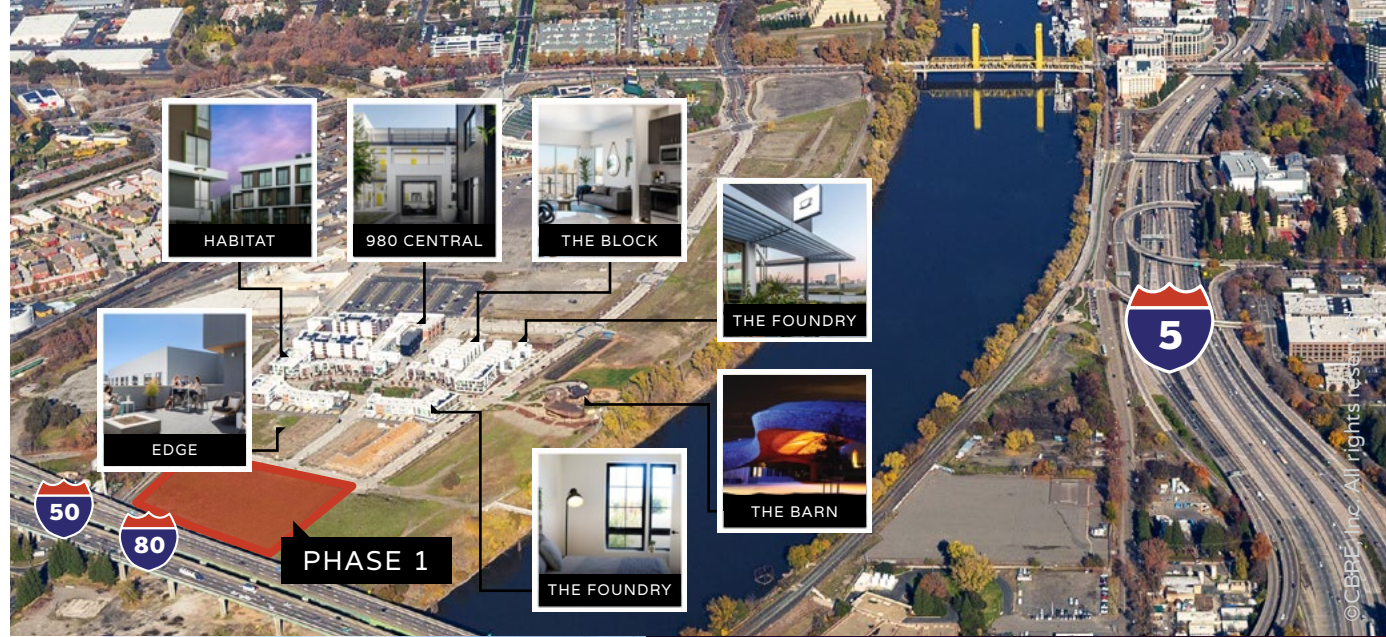 HABITAT
980 CENTRAL
THE BLOCK
THE FOUNDRY
5
EDGE
THE BARN
50
80
PHASE 1
THE FOUNDRY
©CBRE, Inc. All rights reserved